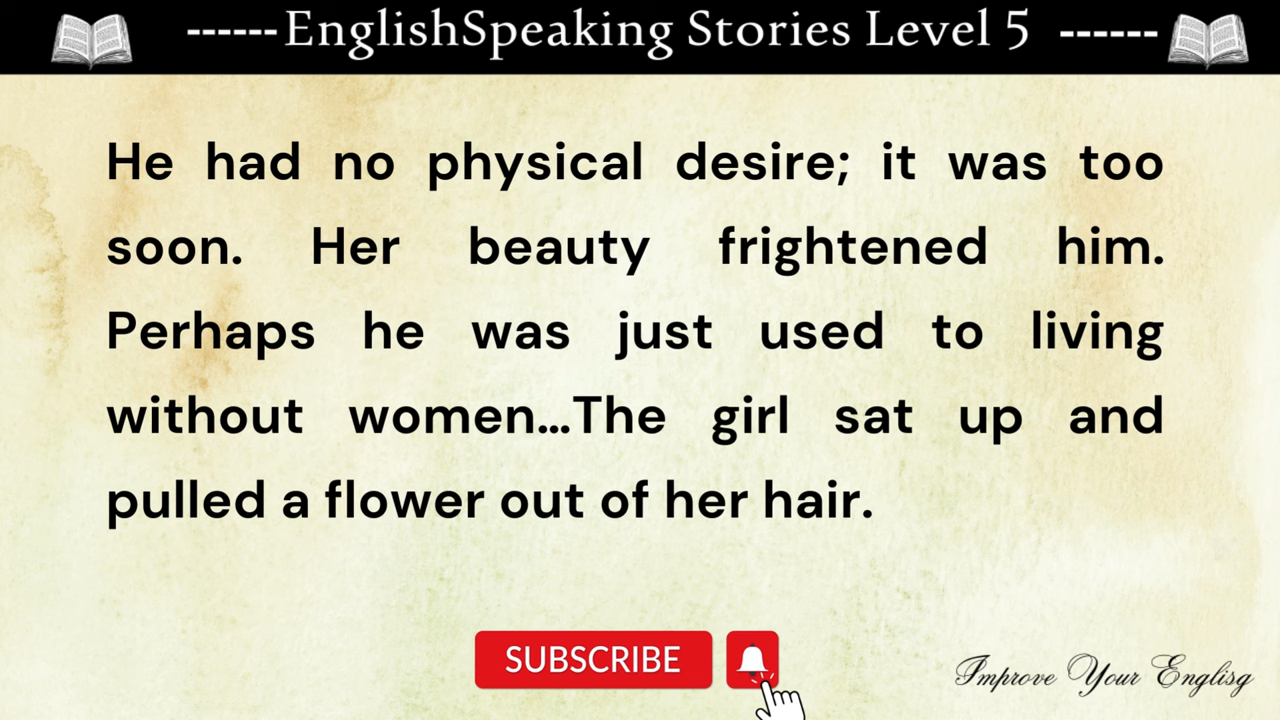 ------EnglishSpeaking Stories Level 5 ------
He had no physical desire; it was too
soon. Her beauty frightened him.
Perhaps he was just used to living
without women...The girl sat up and
pulled a flower out of her hair.
SUBSCRIBE
Improve Your Englisg